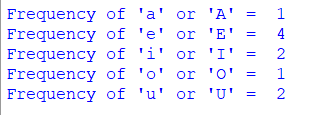 Frequency of 'a' or 'A' =  1
Frequency of 'e' or 'E' =  4
Frequency of 'i' or 'I' =  2
Frequency of 'o' or 'O' =  1
Frequency of 'u' or 'U' =  2